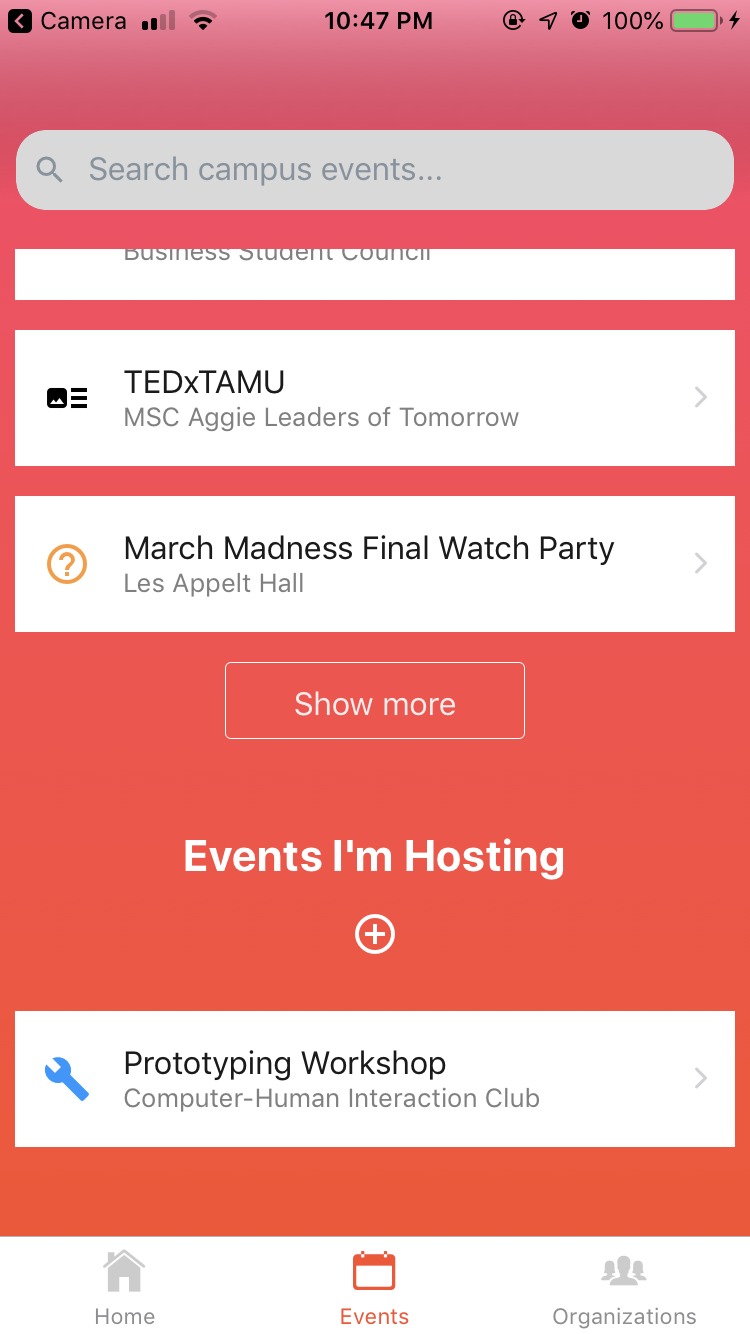 Camera
10:47 PM
100%
Search campus events...
Business Student Council
TEDxTAMU
MSC Aggie Leaders of Tomorrow
March Madness Final Watch Party
Les Appelt Hall
Show more
Events I'm Hosting
Prototyping Workshop
Computer-Human Interaction Club
Home
Events
Organizations